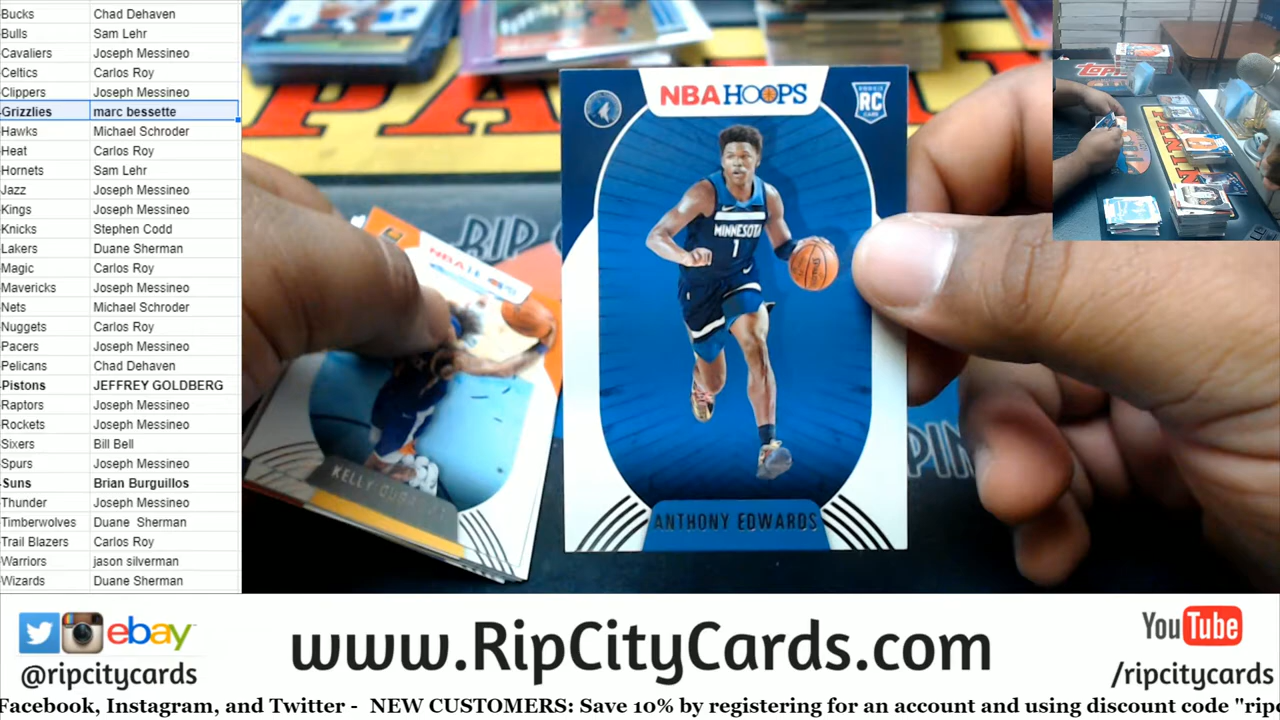 Bucks Chad Dehaven
Bulls Sam Lehr
Cavaliers Joseph Messineo
Celtics Carlos Roy
Clippers Joseph Messineo
Grizzlies marc bessette
Hawks Michael Schroder
Heat Carlos Roy
Hornets Sam Lehr
Jazz Joseph Messineo
Kings Joseph Messineo
Knicks Stephen Codd
Lakers Duane Sherman
Magic Carlos Roy
Mavericks Joseph Messineo
Nets Michael Schroder
Nuggets Carlos Roy
Pacers Joseph Messineo
Pelicans Chad Dehaven
Pistons JEFFREY GOLDBERG
Raptors Joseph Messineo
Rockets Joseph Messineo
Sixers Bill Bell
Spurs Joseph Messineo
Suns Brian Burguillos
Thunder Joseph Messineo
Timberwolves Duane Sherman
Trail Blazers Carlos Roy
Warriors jason silverman
Wizards Duane Sherman
NBA HOOPS
RC
MINNESOTA
1
ANTHONY EDWARDS
KELLY
RIP
ebay
@ripcitycards
www.RipCityCards.com
YouTube
/ripcitycards
Facebook, Instagram, and Twitter - NEW CUSTOMERS: Save 10% by registering for an account and using discount code "ripc